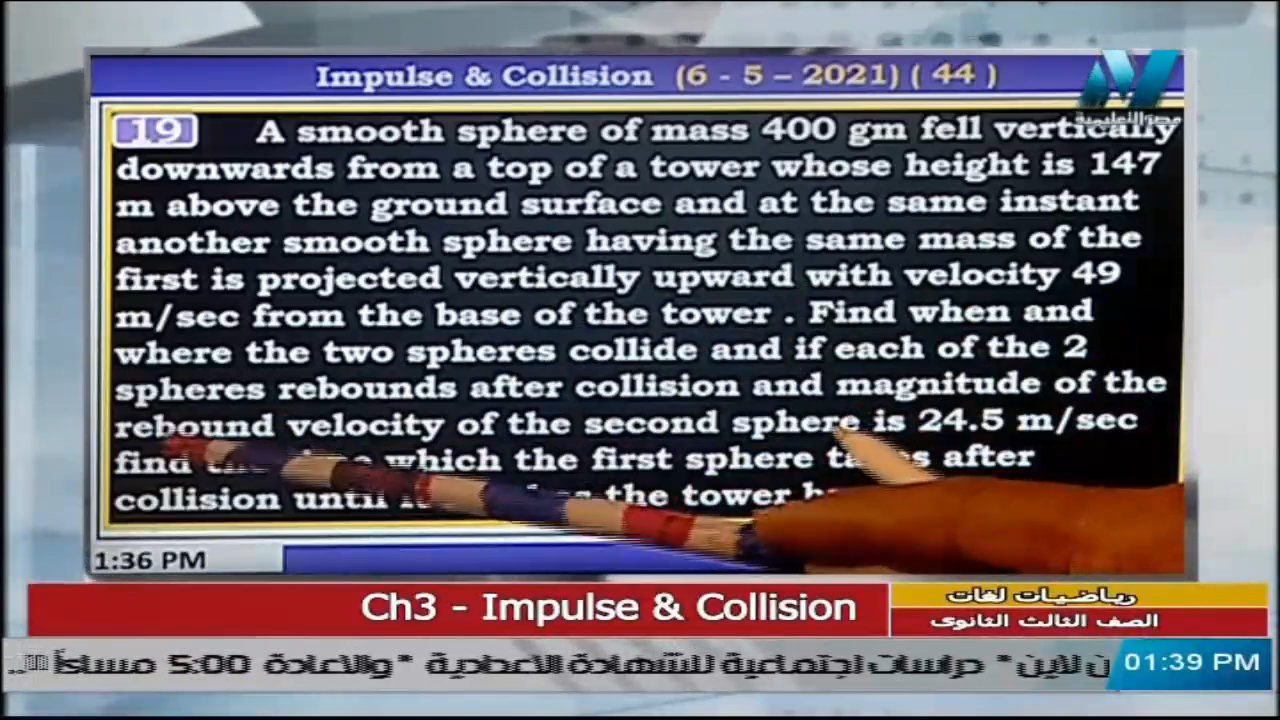 Impulse & Collision (6 - 5 – 2021) ( 44 )
مصر التعليمية
19 A smooth sphere of mass 400 gm fell vertically
downwards from a top of a tower whose height is 147
m above the ground surface and at the same instant
another smooth sphere having the same mass of the
first is projected vertically upward with velocity 49
m/sec from the base of the tower . Find when and
where the two spheres collide and if each of the 2
spheres rebounds after collision and magnitude of the
rebound velocity of the second sphere is 24.5 m/sec
find which the first sphere after
collision until the tower
1:36 PM
Ch3 - Impulse & Collision
رياضيات لغات
الصف الثالث الثانوى
ن لاين" دراسات اجتماعية للشهادة الاعدادية "والاعادة 5:00 مساءً
01:39 PM